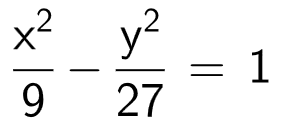 x²/9 − y²/27 = 1